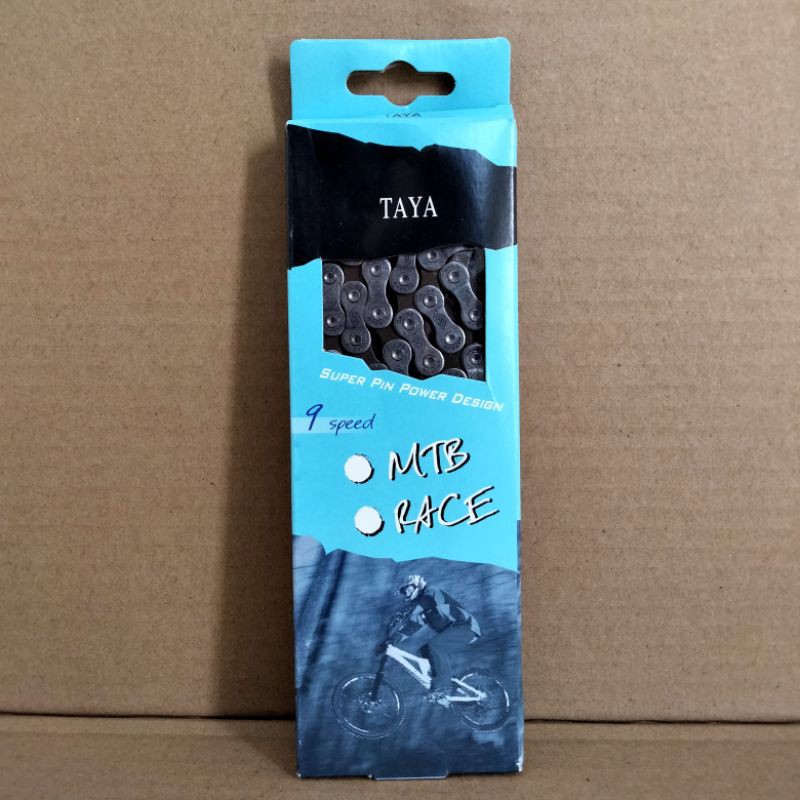 TAYA
TAYA
Super Pin Power Design
9 speed
MTB
RACE